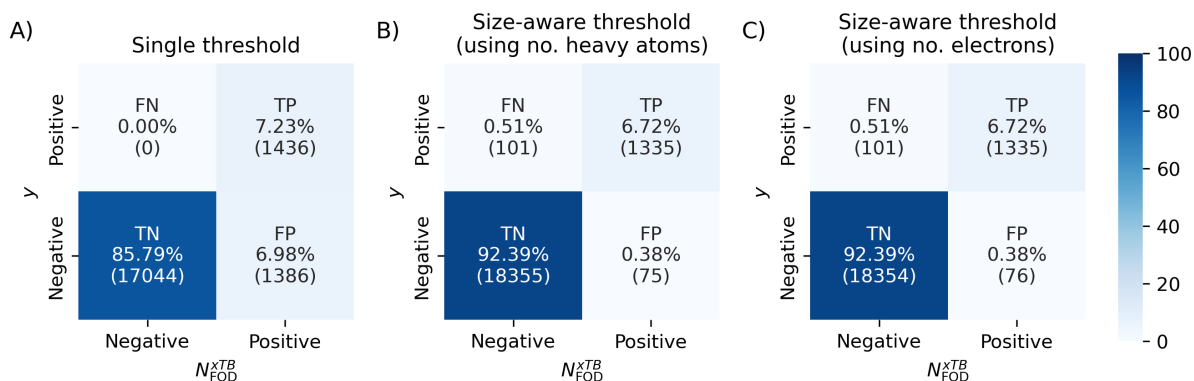 A)
Single threshold
FN
0.00%
(0)
TP
7.23%
(1436)
TN
85.79%
(17044)
FP
6.98%
(1386)
Positive
Negative
y
Negative
Positive
N_FOD^xTB
B)
Size-aware threshold
(using no. heavy atoms)
FN
0.51%
(101)
TP
6.72%
(1335)
TN
92.39%
(18355)
FP
0.38%
(75)
Positive
Negative
y
Negative
Positive
N_FOD^xTB
C)
Size-aware threshold
(using no. electrons)
FN
0.51%
(101)
TP
6.72%
(1335)
TN
92.39%
(18354)
FP
0.38%
(76)
Positive
Negative
y
Negative
Positive
N_FOD^xTB
100
80
60
40
20
0